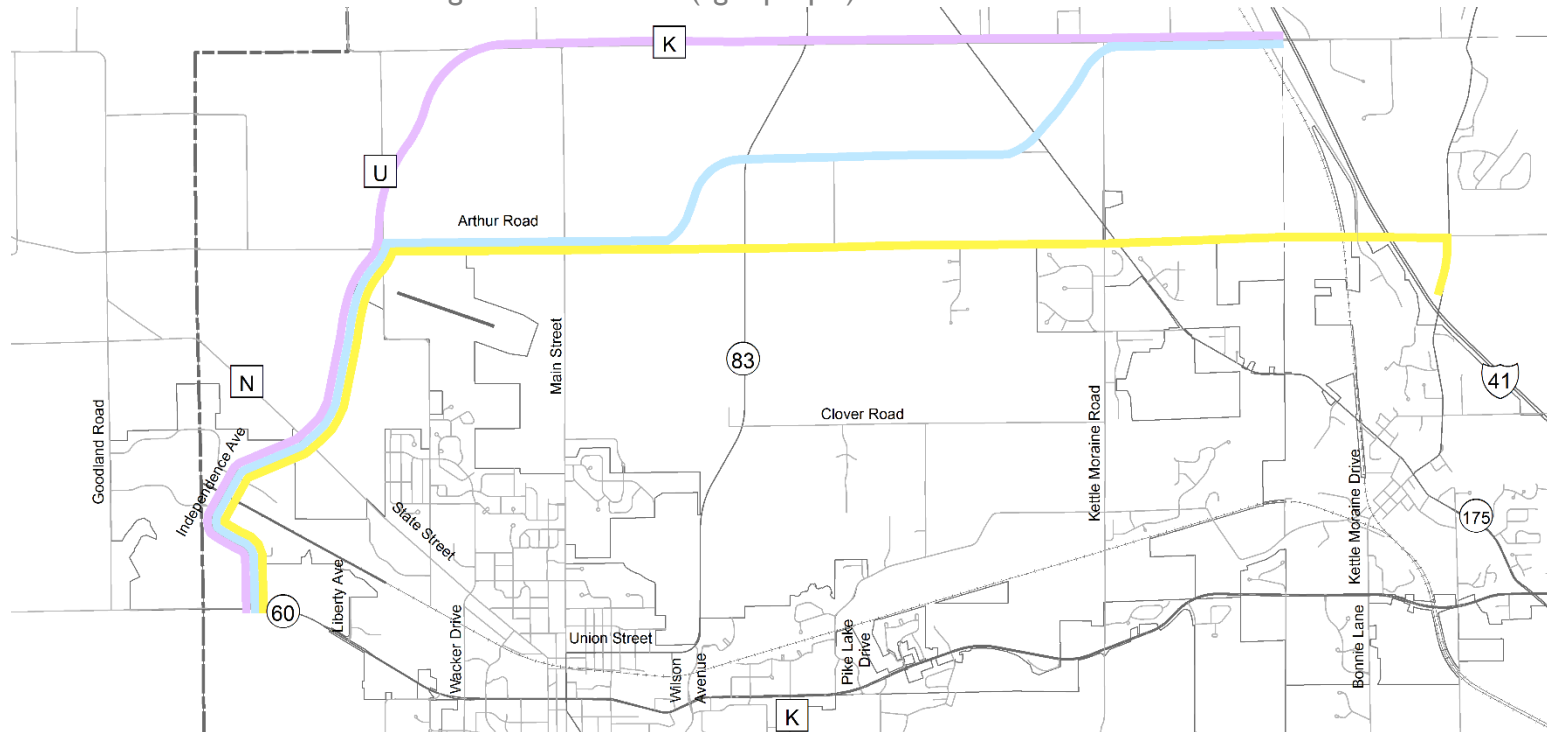 K
U
Arthur Road
Main Street
83
N
41
Clover Road
Goodland Road
Independence Ave
Kettle Moraine Road
Kettle Moraine Drive
State Street
175
60
Liberty Ave
Wacker Drive
Union Street
Wilson
Avenue
Pike Lake
Drive
Bonnie Lane
K